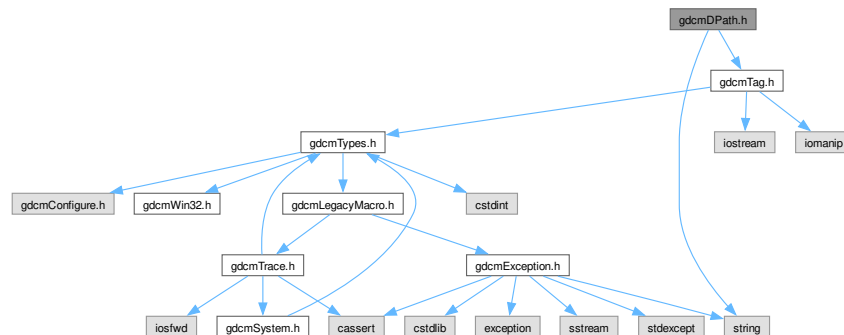 gdcmDPath.h
gdcmTag.h
gdcmTypes.h
iostream
iomanip
gdcmConfigure.h
gdcmWin32.h
gdcmLegacyMacro.h
cstdint
gdcmTrace.h
gdcmException.h
iosfwd
gdcmSystem.h
cassert
cstdlib
exception
sstream
stdexcept
string